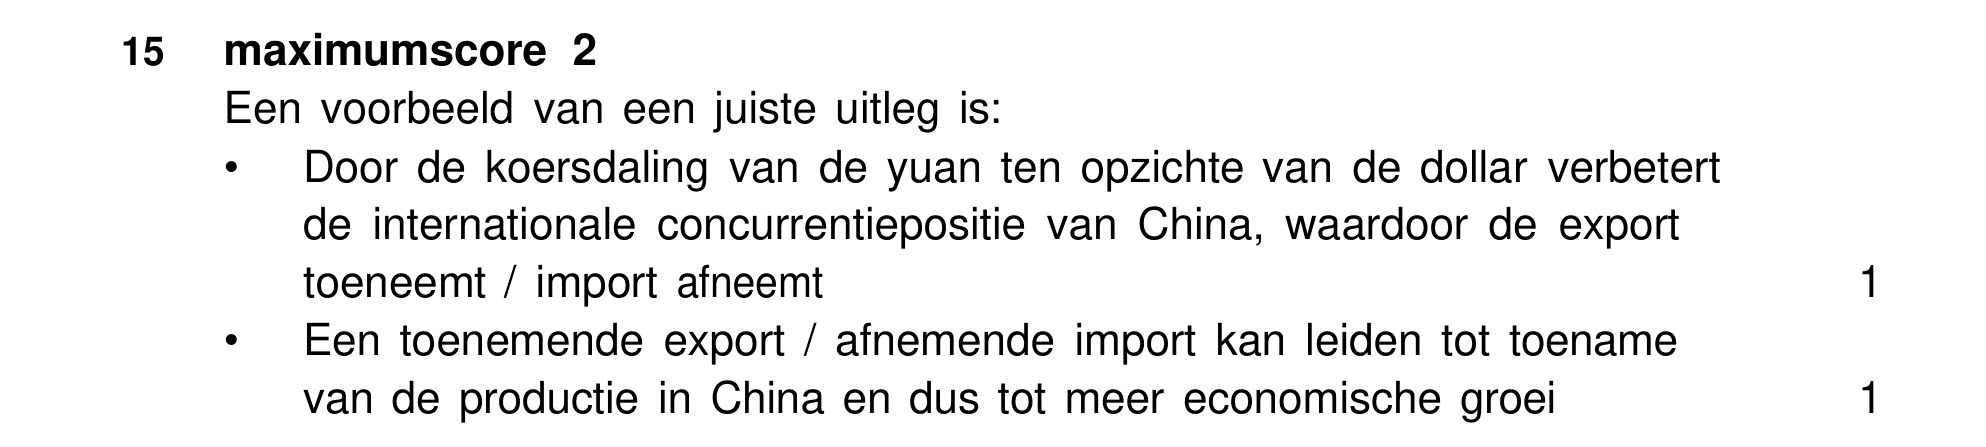 15 maximumscore 2
Een voorbeeld van een juiste uitleg is:
• Door de koersdaling van de yuan ten opzichte van de dollar verbetert
de internationale concurrentiepositie van China, waardoor de export
toeneemt / import afneemt 1
• Een toenemende export / afnemende import kan leiden tot toename
van de productie in China en dus tot meer economische groei 1